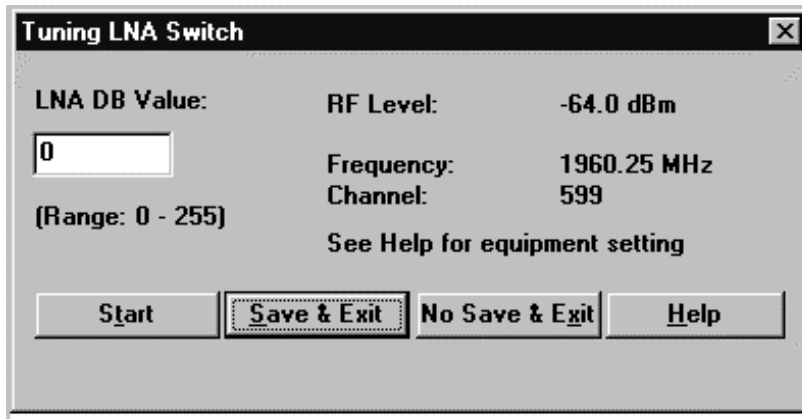 Tuning LNA Switch
LNA DB Value:
0
(Range: 0 - 255)
RF Level: -64.0 dBm
Frequency: 1960.25 MHz
Channel: 599
See Help for equipment setting
Start
Save & Exit
No Save & Exit
Help